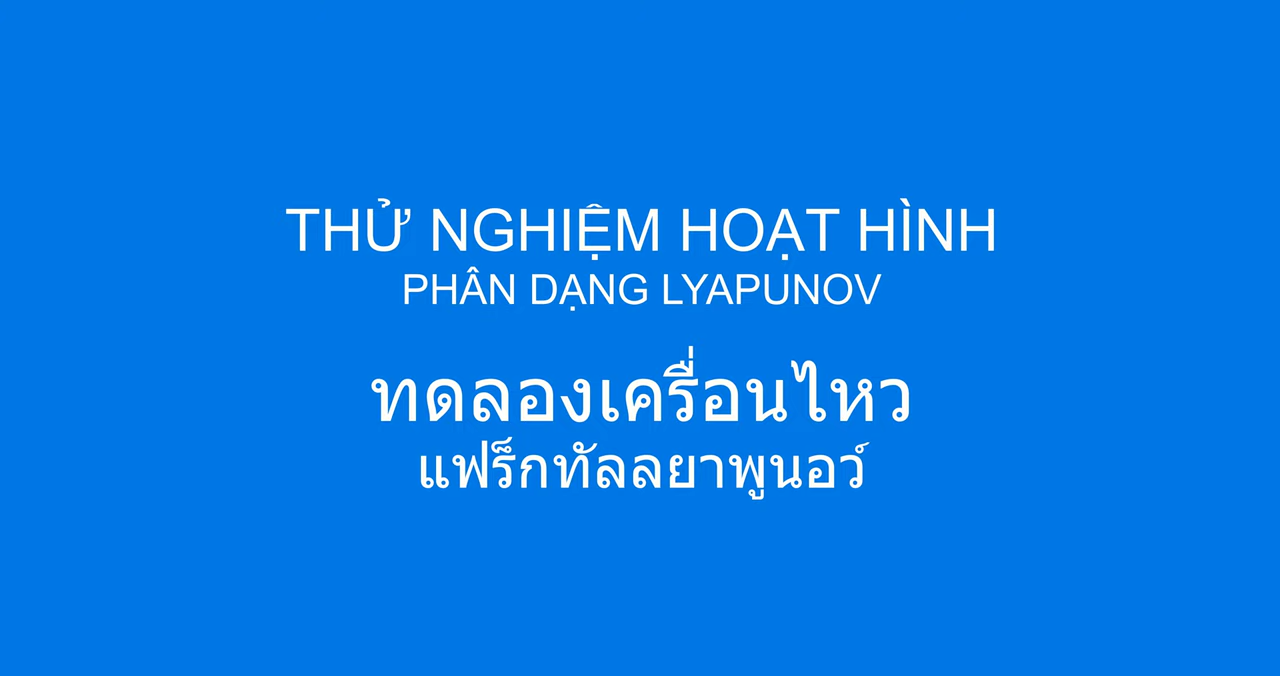 THỬ NGHIỆM HOẠT HÌNH
PHÂN DẠNG LYAPUNOV
ทดลองเครื่อนไหว
แฟร็กทัลลยาพูนอว์